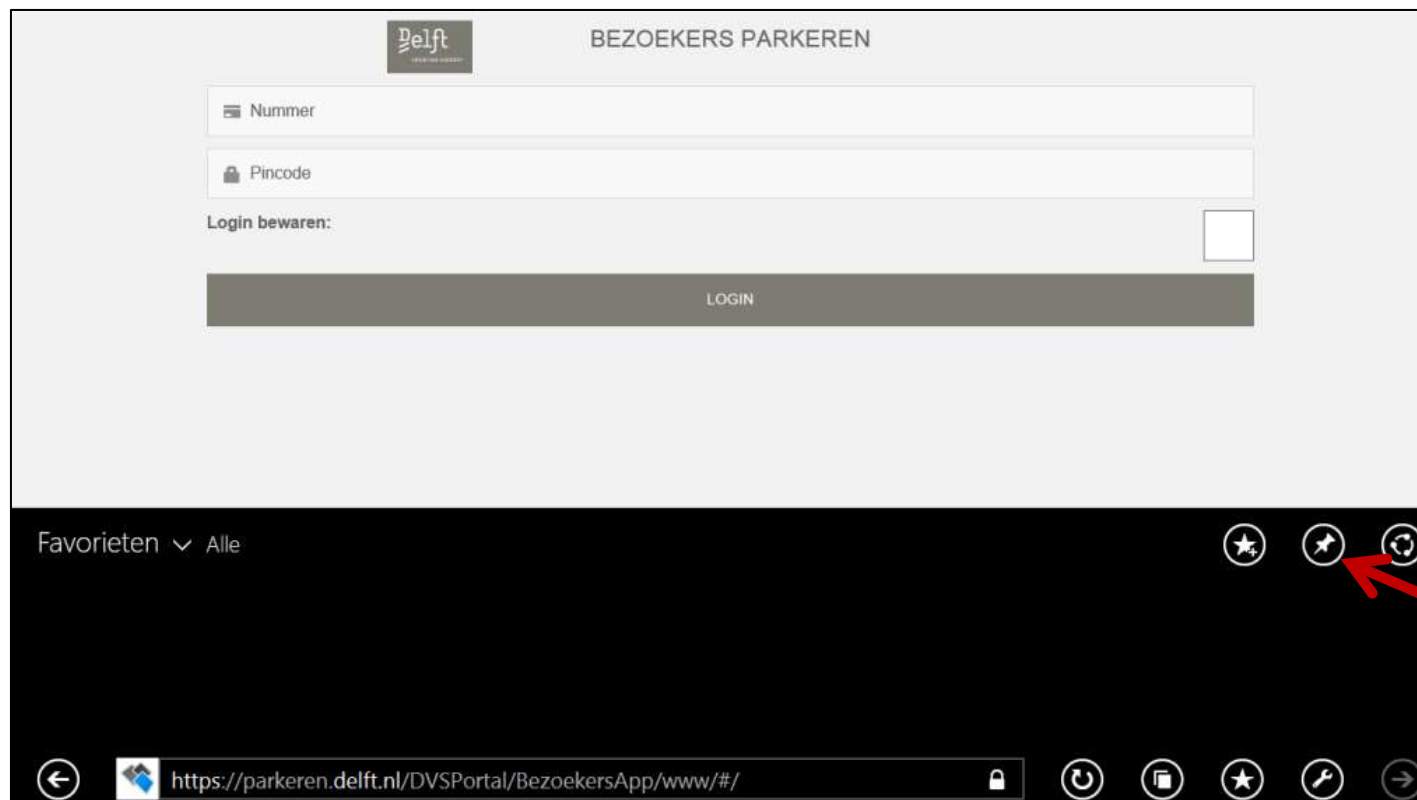 Delft
BEZOEKERS PARKEREN
Nummer
Pincode
Login bewaren:
LOGIN
Favorieten Alle
https://parkeren.delft.nl/DVSPortal/BezoekersApp/www/#/